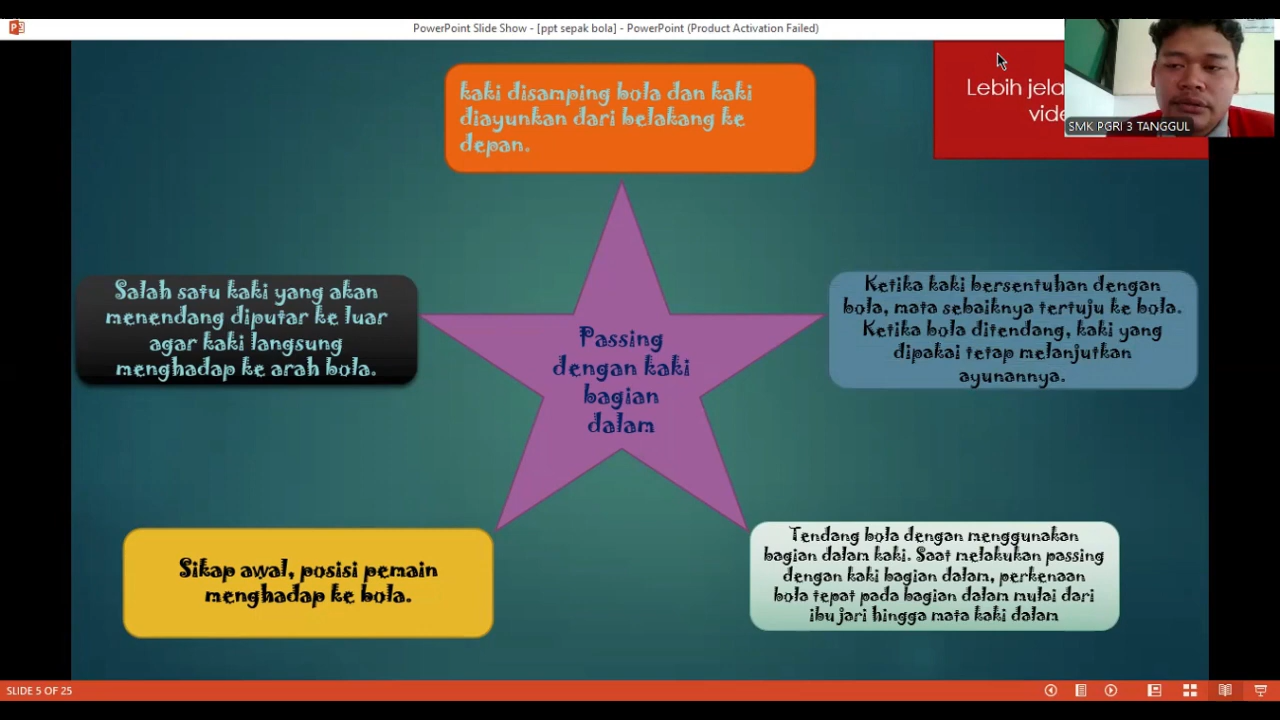 PowerPoint Slide Show - [ppt sepak bola] - PowerPoint (Product Activation Failed)
kaki disamping bola dan kaki
diayunkan dari belakang ke
depan.
Lebih
SMK PGRI 3 TANGGUL
Salah satu kaki yang akan
menendang diputar ke luar
agar kaki langsung
menghadap ke arah bola.
Passing
dengan kaki
bagian
dalam
Ketika kaki bersentuhan dengan
bola, mata sebaiknya tertuju ke bola.
Ketika bola ditendang, kaki yang
dipakai tetap melanjutkan
ayunannya.
Sikap awal, posisi pemain
menghadap ke bola.
Tendang bola dengan menggunakan
bagian dalam kaki. Saat melakukan passing
dengan kaki bagian dalam, perkenaan
bola tepat pada bagian dalam mulai dari
ibu jari hingga mata kaki dalam
SLIDE 5 OF 25